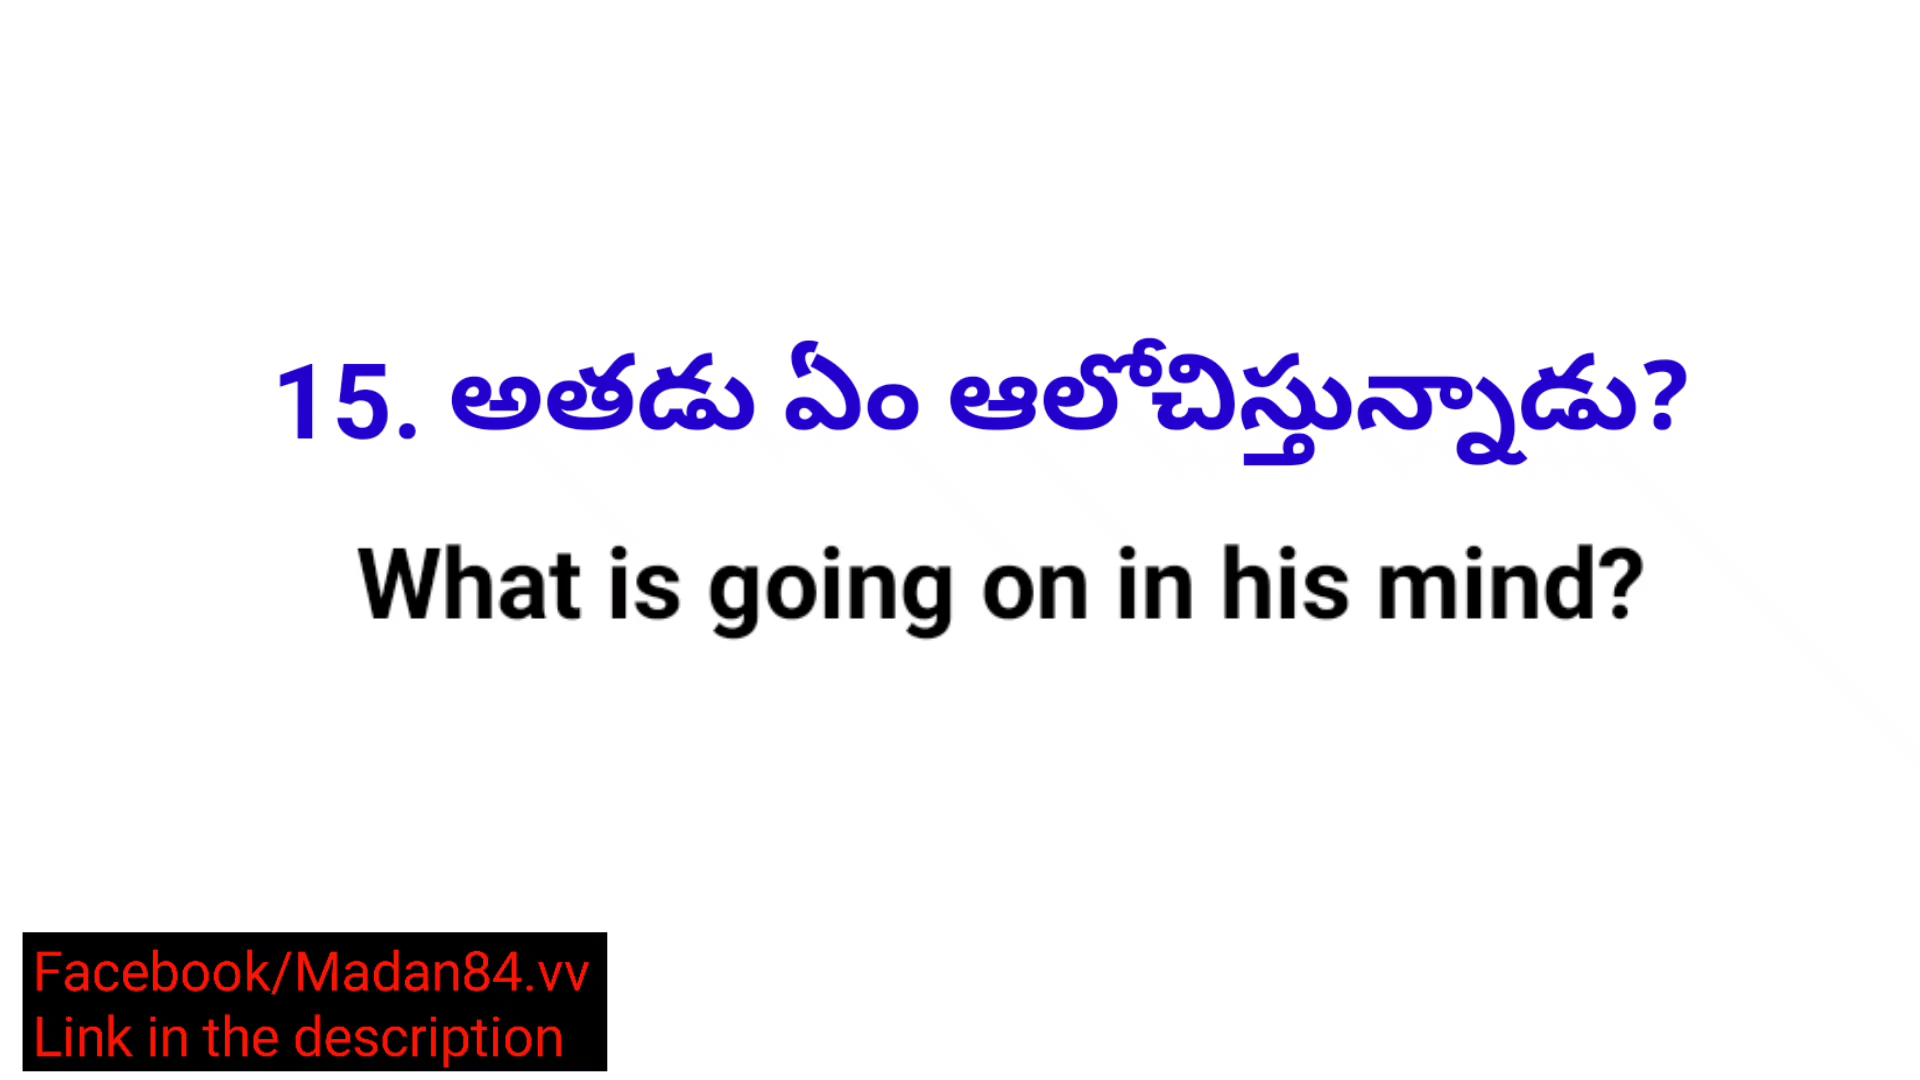 15. అతడు ఏం ఆలోచిస్తున్నాడు?
What is going on in his mind?
Facebook/Madan84.vv
Link in the description